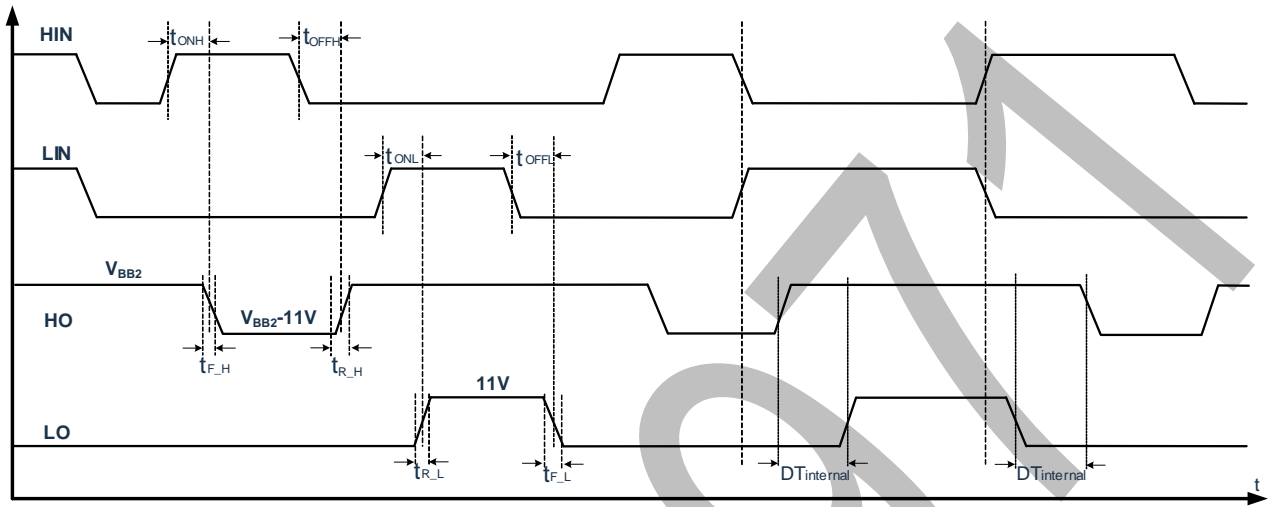 HIN
tONH
tOFFH
LIN
tONL
tOFFL
VBB2
HO
VBB2-11V
tF_H
tR_H
11V
LO
tR_L
tF_L
DTinternal
DTinternal
t